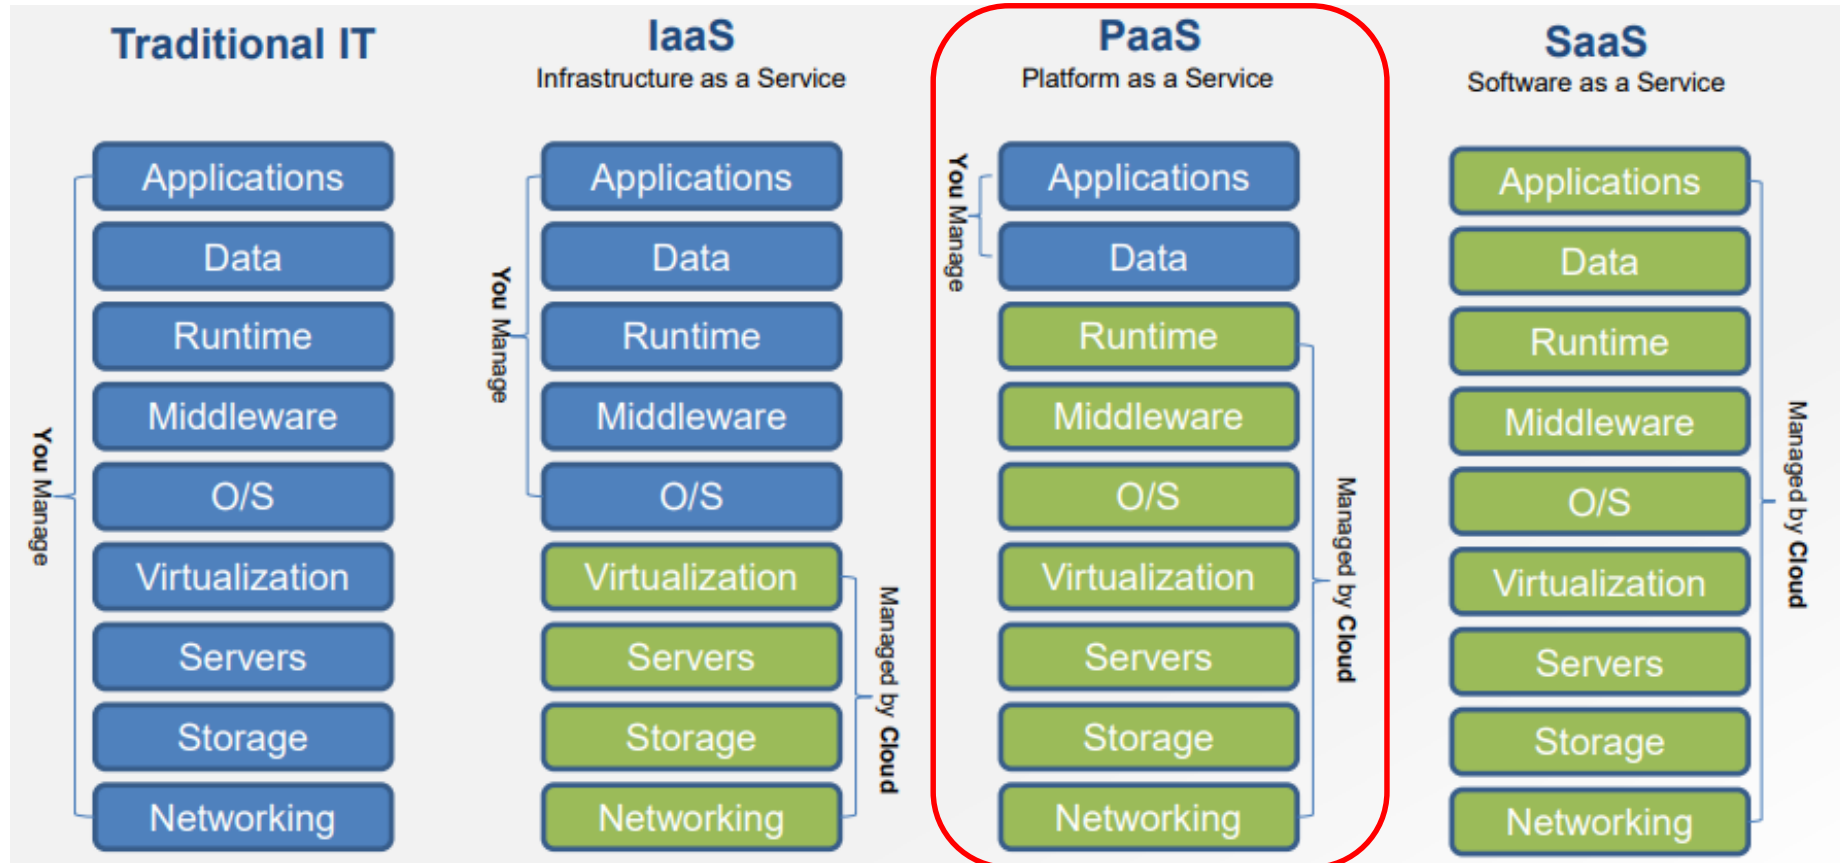 Traditional IT
You Manage
Applications
Data
Runtime
Middleware
O/S
Virtualization
Servers
Storage
Networking
IaaS
Infrastructure as a Service
You Manage
Applications
Data
Runtime
Middleware
O/S
Virtualization
Servers
Storage
Networking
Managed by Cloud
PaaS
Platform as a Service
You Manage
Applications
Data
Runtime
Middleware
O/S
Virtualization
Servers
Storage
Networking
Managed by Cloud
SaaS
Software as a Service
Applications
Data
Runtime
Middleware
O/S
Virtualization
Servers
Storage
Networking
Managed by Cloud